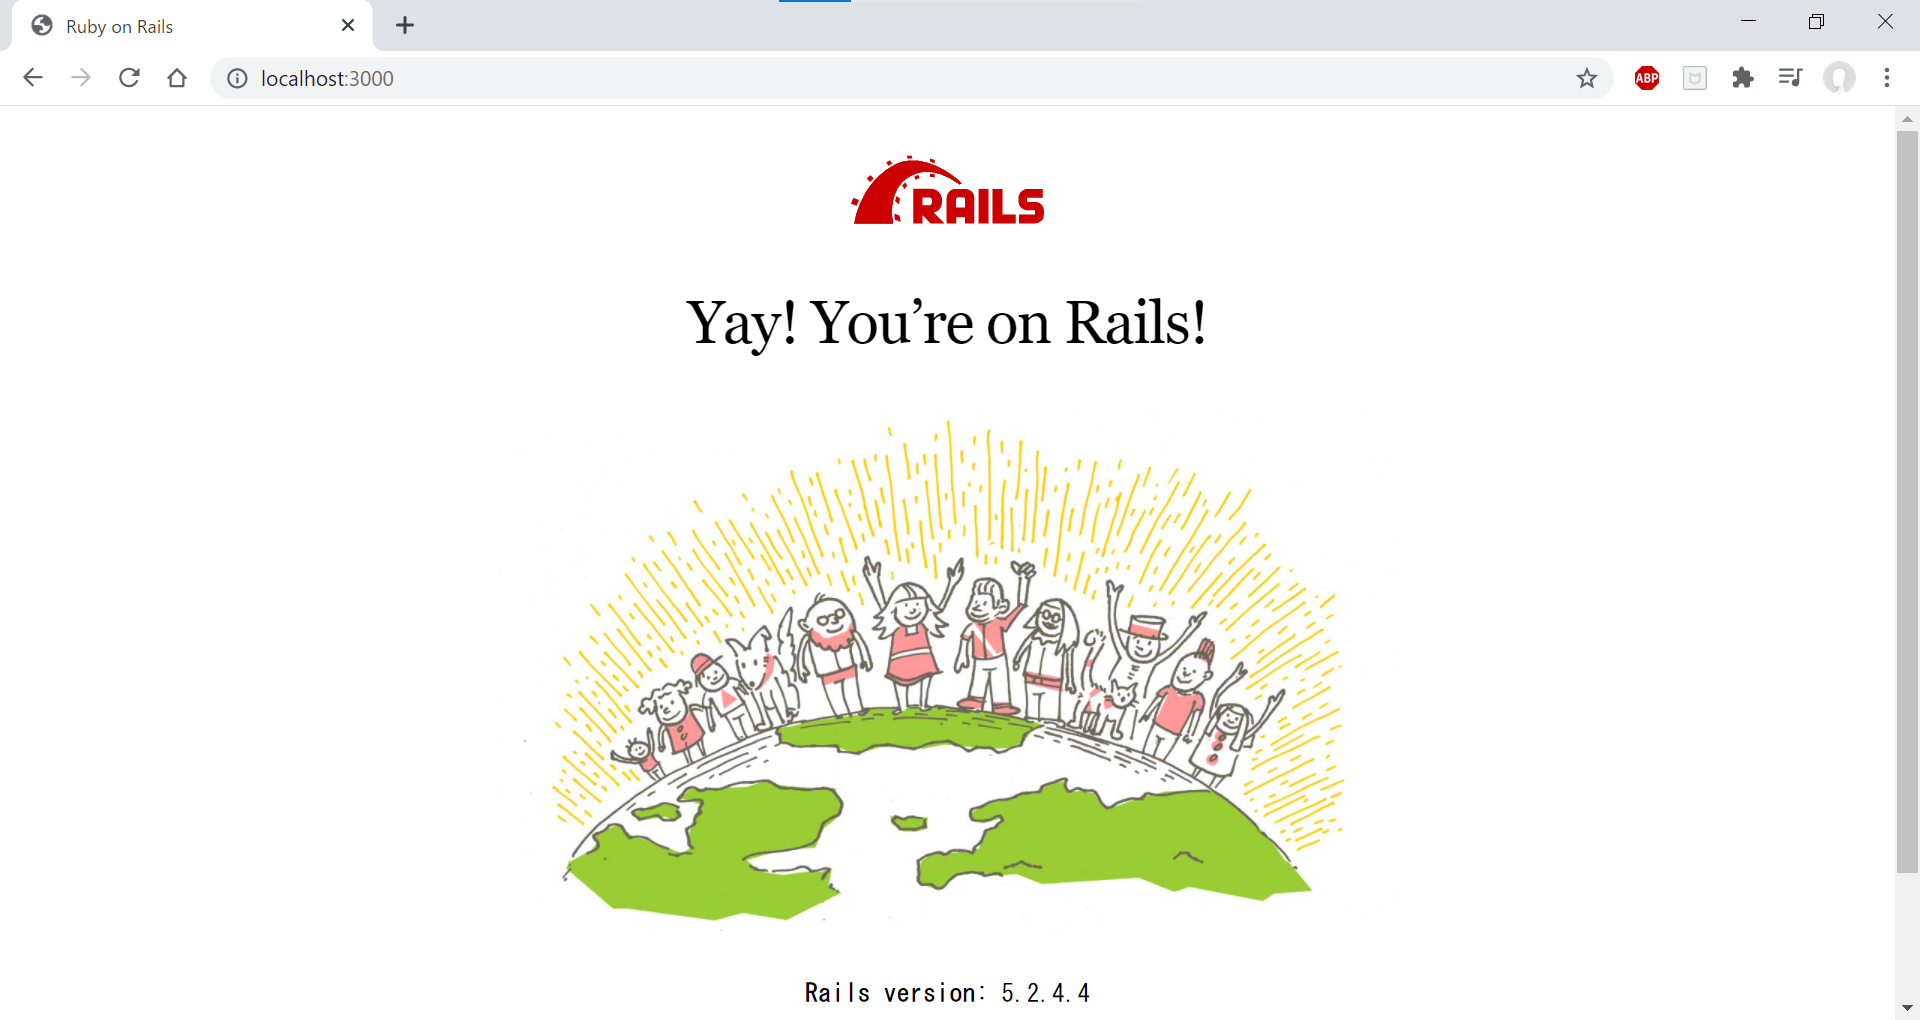 Ruby on Rails
localhost:3000
ABP
RAILS
Yay! You’re on Rails!
Rails version: 5.2.4.4